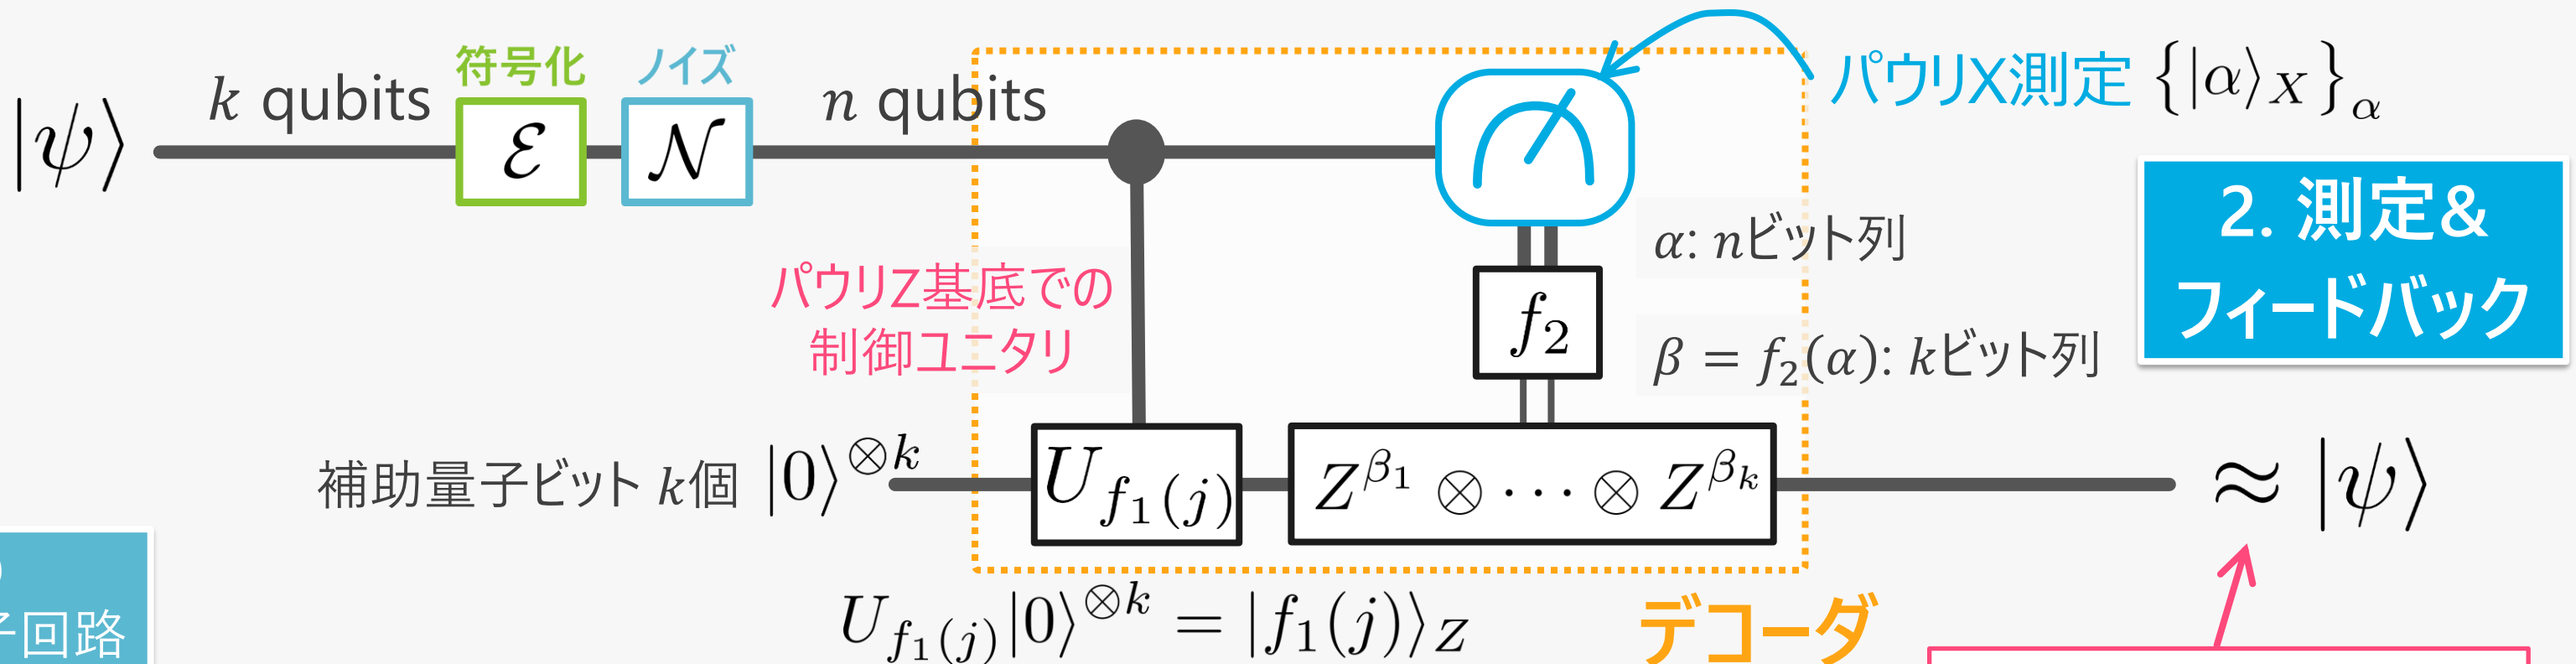 |ψ⟩
k qubits
符号化
ℰ
ノイズ
𝒩
n qubits
パウリX測定 {|α⟩_X}_α
2. 測定&
フィードバック
α: nビット列
パウリZ基底での
制御ユニタリ
f₂
β = f₂(α): kビット列
補助量子ビット k個 |0⟩^{⊗k}
U_{f₁(j)}
Z^{β₁} ⊗ ··· ⊗ Z^{β_k}
≈ |ψ⟩
子回路
U_{f₁(j)}|0⟩^{⊗k} = |f₁(j)⟩_Z
デコーダ